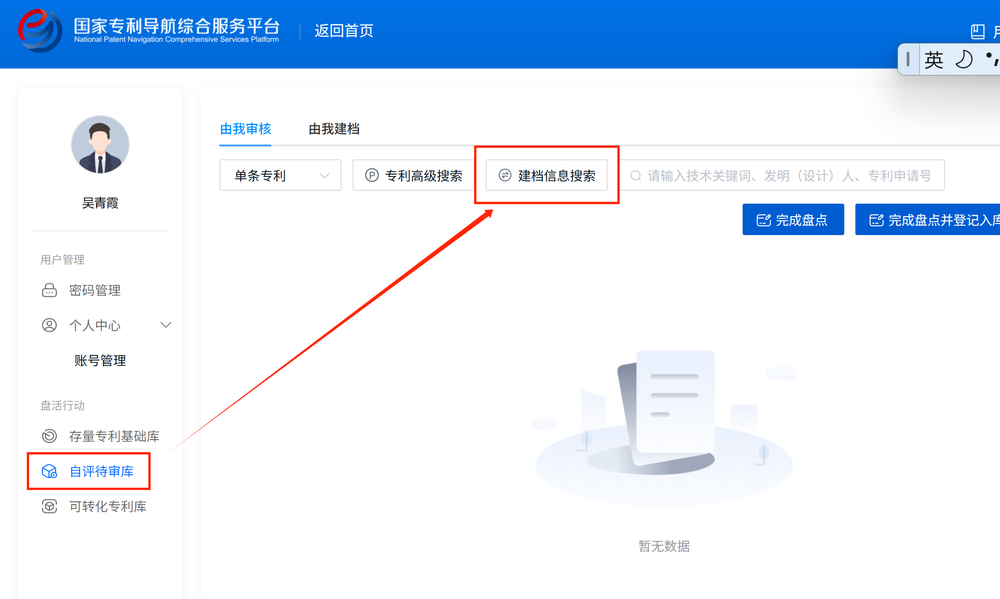 国家专利导航综合服务平台
National Patent Navigation Comprehensive Services Platform
返回首页
英
吴青霞
用户管理
密码管理
个人中心
账号管理
盘活行动
存量专利基础库
自评待审库
可转化专利库
由我审核
由我建档
单条专利
专利高级搜索
建档信息搜索
请输入技术关键词、发明（设计）人、专利申请号
完成盘点
完成盘点并登记入库
暂无数据